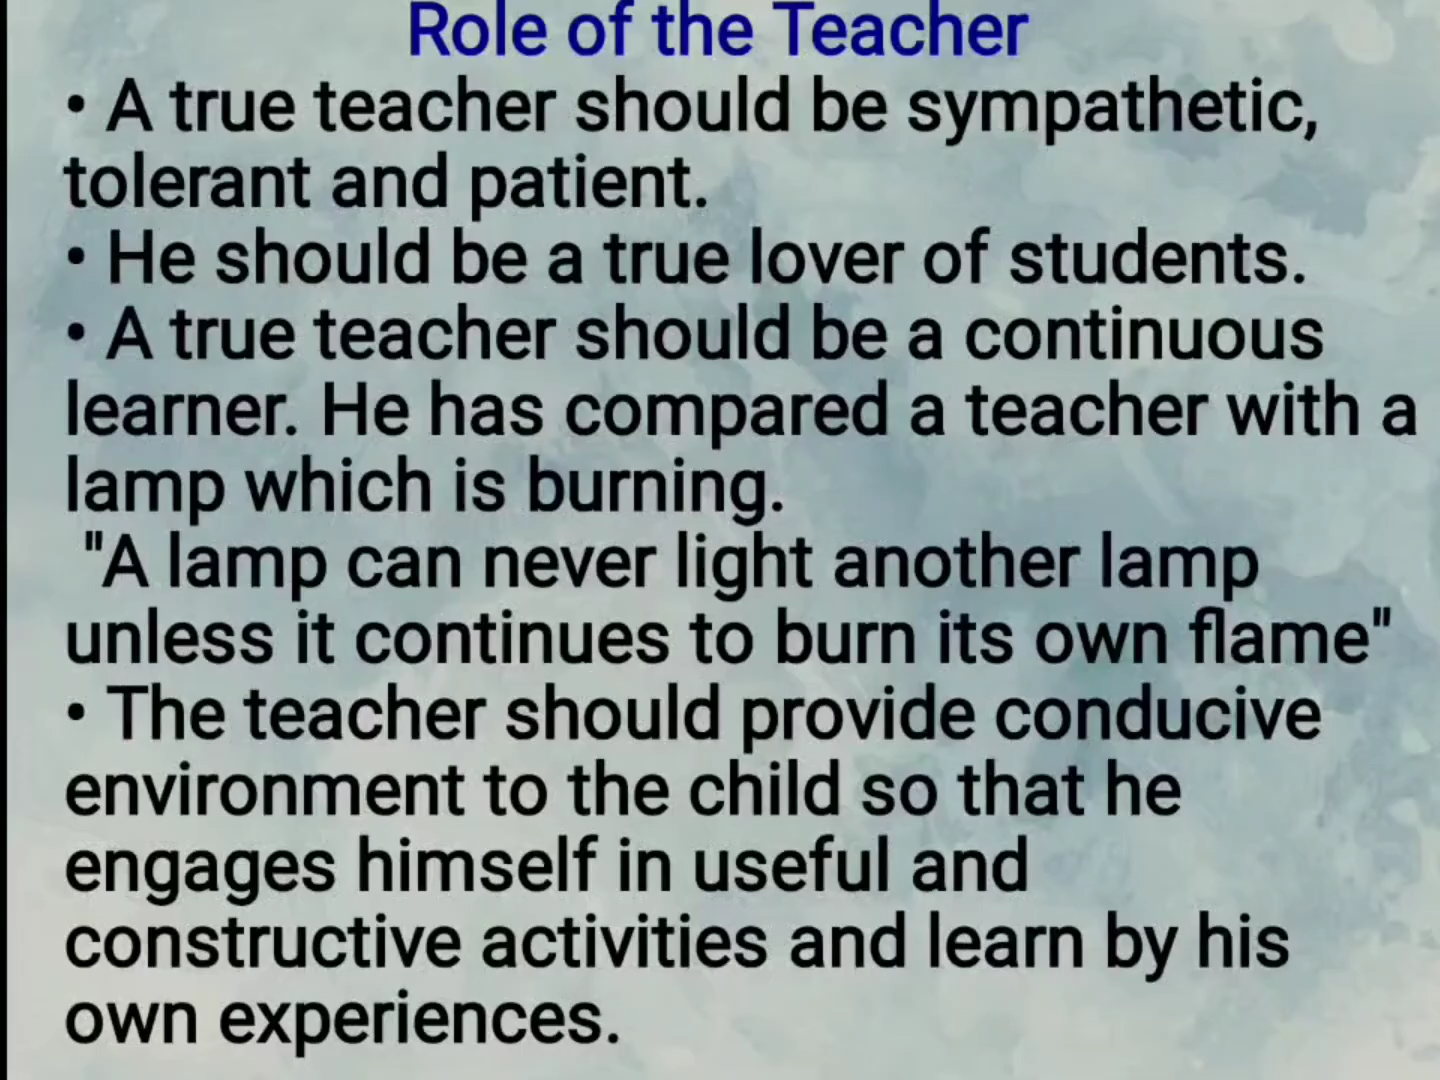 Role of the Teacher
• A true teacher should be sympathetic,
tolerant and patient.
• He should be a true lover of students.
• A true teacher should be a continuous
learner. He has compared a teacher with a
lamp which is burning.
"A lamp can never light another lamp
unless it continues to burn its own flame"
• The teacher should provide conducive
environment to the child so that he
engages himself in useful and
constructive activities and learn by his
own experiences.